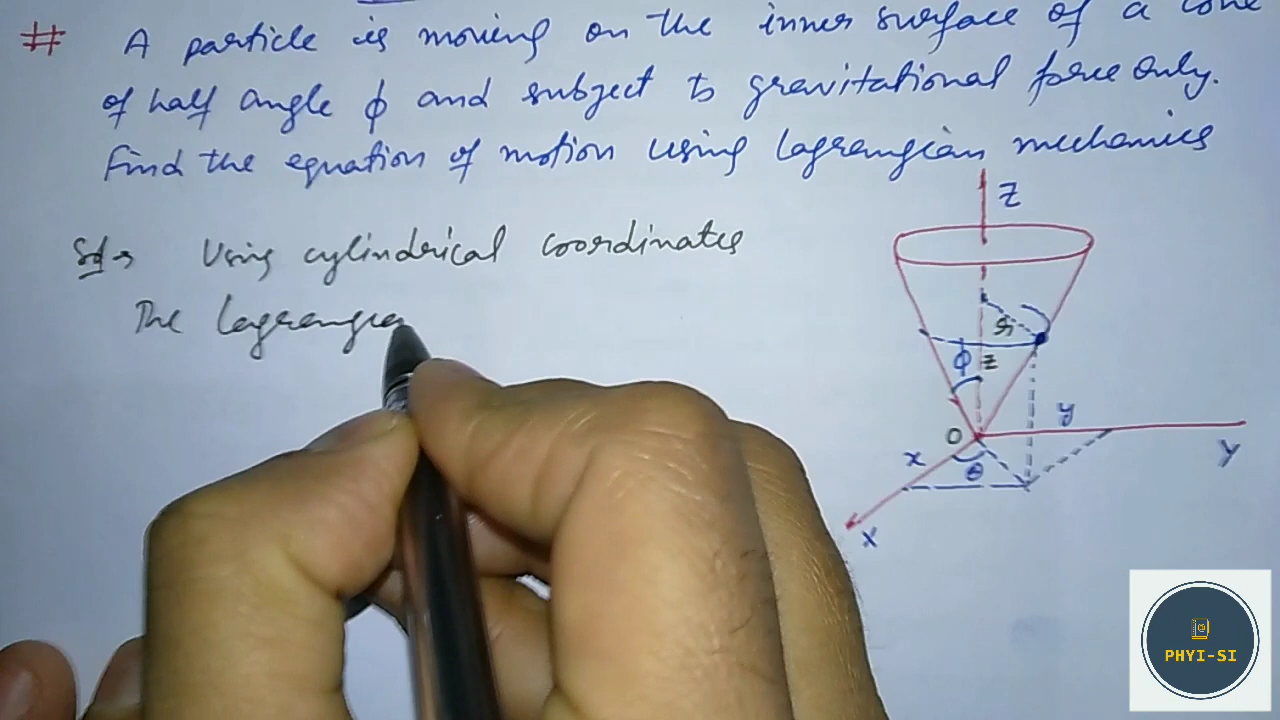 # A particle is moving on the inner surface of a cone
of half angle ϕ and subject to gravitational force only.
Find the equation of motion using Lagrangian mechanics
Sol → Using cylindrical coordinates
The Lagrangia
Z
r
ϕ z
O
y
Y
x
θ
X
PHYI-SI